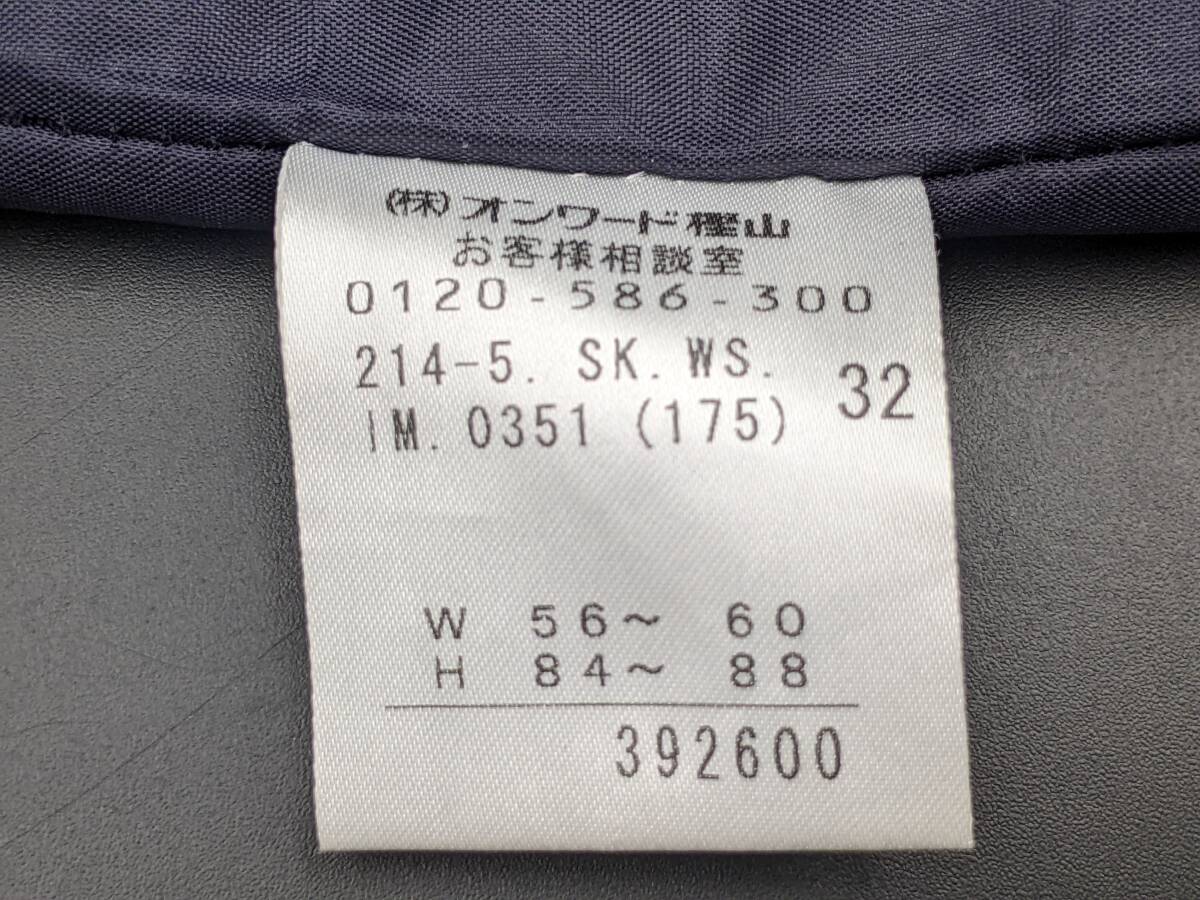 (株)オンワード樫山
お客様相談室
0120-586-300
214-5. SK. WS. 32
IM. 0351 (175)
W 56～ 60
H 84～ 88
392600